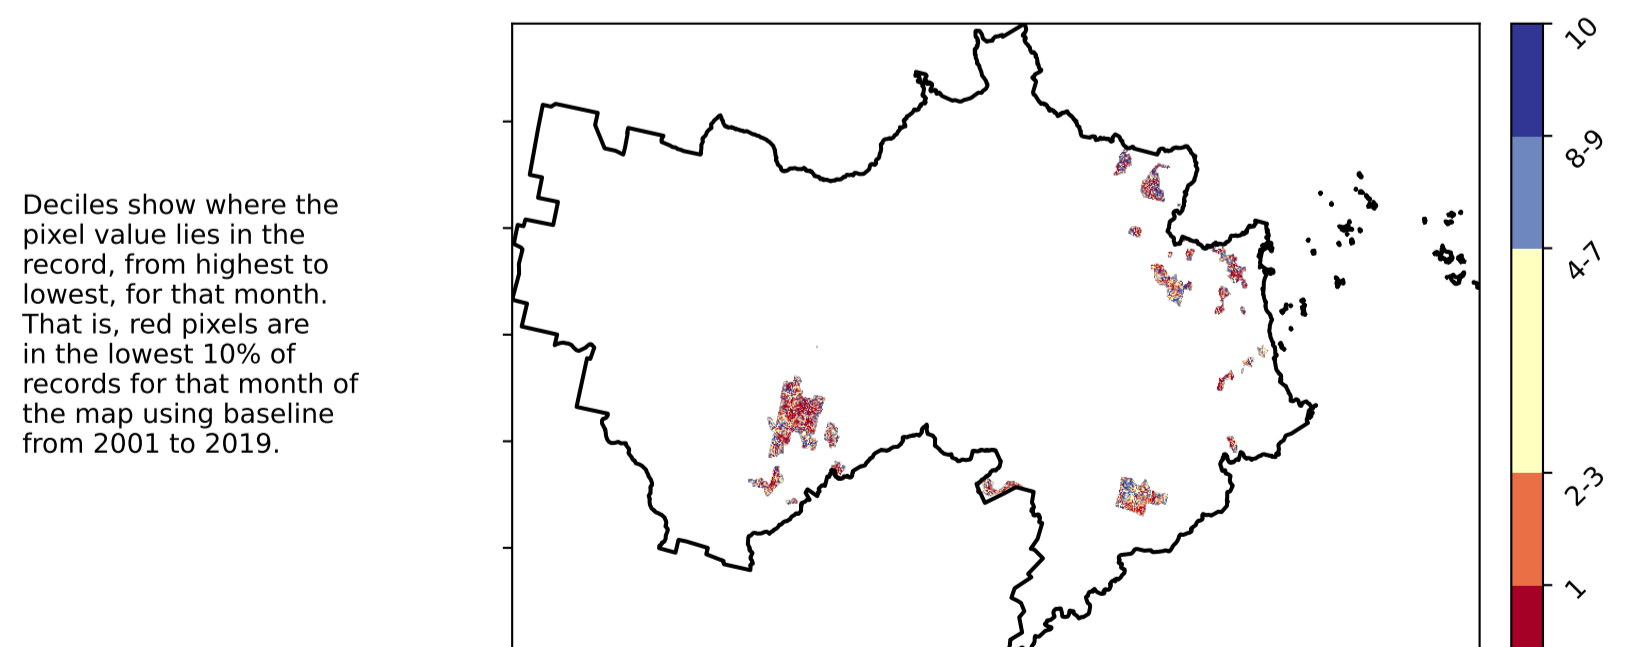 Deciles show where the
pixel value lies in the
record, from highest to
lowest, for that month.
That is, red pixels are
in the lowest 10% of
records for that month of
the map using baseline
from 2001 to 2019.
10
8-9
4-7
2-3
1